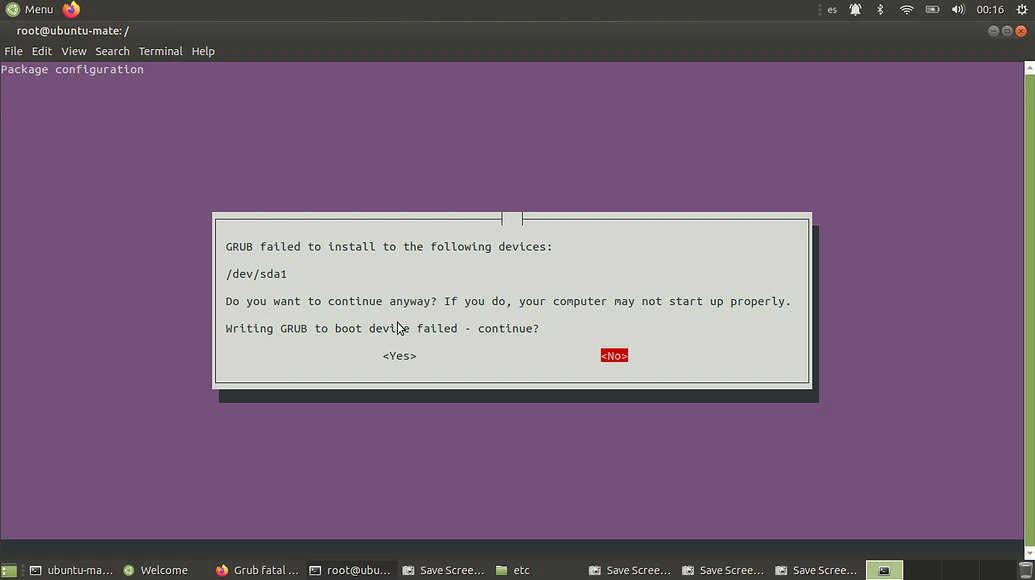 Menu
es
00:16
root@ubuntu-mate: /
File Edit View Search Terminal Help
Package configuration
GRUB failed to install to the following devices:
/dev/sda1
Do you want to continue anyway? If you do, your computer may not start up properly.
Writing GRUB to boot device failed - continue?
<Yes> <No>
ubuntu-ma... Welcome Grub fatal ... root@ubu... Save Scree... etc Save Scree... Save Scree... Save Scree...